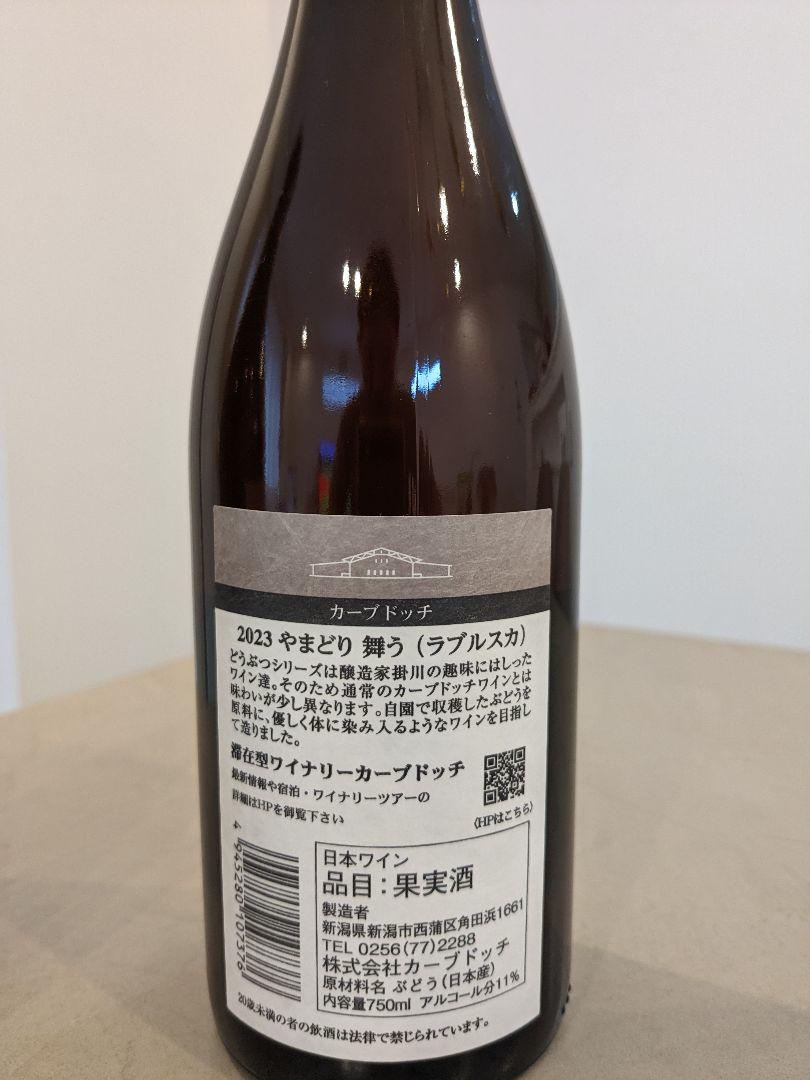 カーブドッチ
2023 やまどり 舞う（ラブルスカ）
どうぶつシリーズは醸造家掛川の趣味にはしった
ワイン達。そのため通常のカーブドッチワインとは
味わいが少し異なります。自園で収穫したぶどうを
原料に、優しく体に染み入るようなワインを目指し
て造りました。
滞在型ワイナリーカーブドッチ
最新情報や宿泊・ワイナリーツアーの
詳細はHPを御覧下さい
（HPはこちら）
4 945280 107376
日本ワイン
品目：果実酒
製造者
新潟県新潟市西蒲区角田浜1661
TEL 0256(77)2288
株式会社カーブドッチ
原材料名 ぶどう（日本産）
内容量750ml アルコール分11%
20歳未満の者の飲酒は法律で禁じられています。